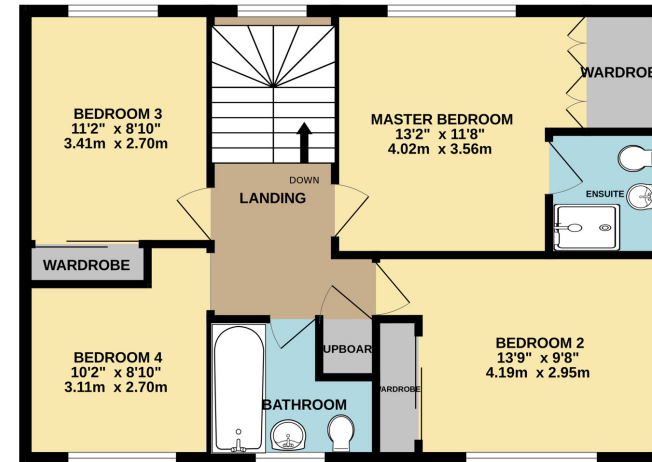 BEDROOM 3
11'2" x 8'10"
3.41m x 2.70m
MASTER BEDROOM
13'2" x 11'8"
4.02m x 3.56m
WARDROBE
ENSUITE
DOWN
LANDING
WARDROBE
BEDROOM 4
10'2" x 8'10"
3.11m x 2.70m
UPBOAR
BATHROOM
WARDROBE
BEDROOM 2
13'9" x 9'8"
4.19m x 2.95m